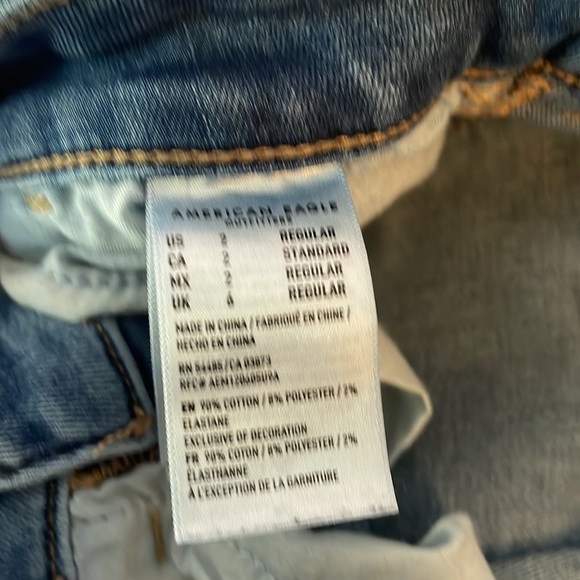 AMERICAN EAGLE
OUTFITTERS
US 2 REGULAR
CA 2 STANDARD
MX 2 REGULAR
UK 6 REGULAR
MADE IN CHINA / FABRIQUÉ EN CHINE /
HECHO EN CHINA
RN 94485/CA 03873
EN 90% COTTON / 8% POLYESTER / 2%
ELASTANE
EXCLUSIVE OF DECORATION
FR 90% COTON / 8% POLYESTER / 2%
ÉLASTHANNE
À L'EXCEPTION DE LA GARNITURE